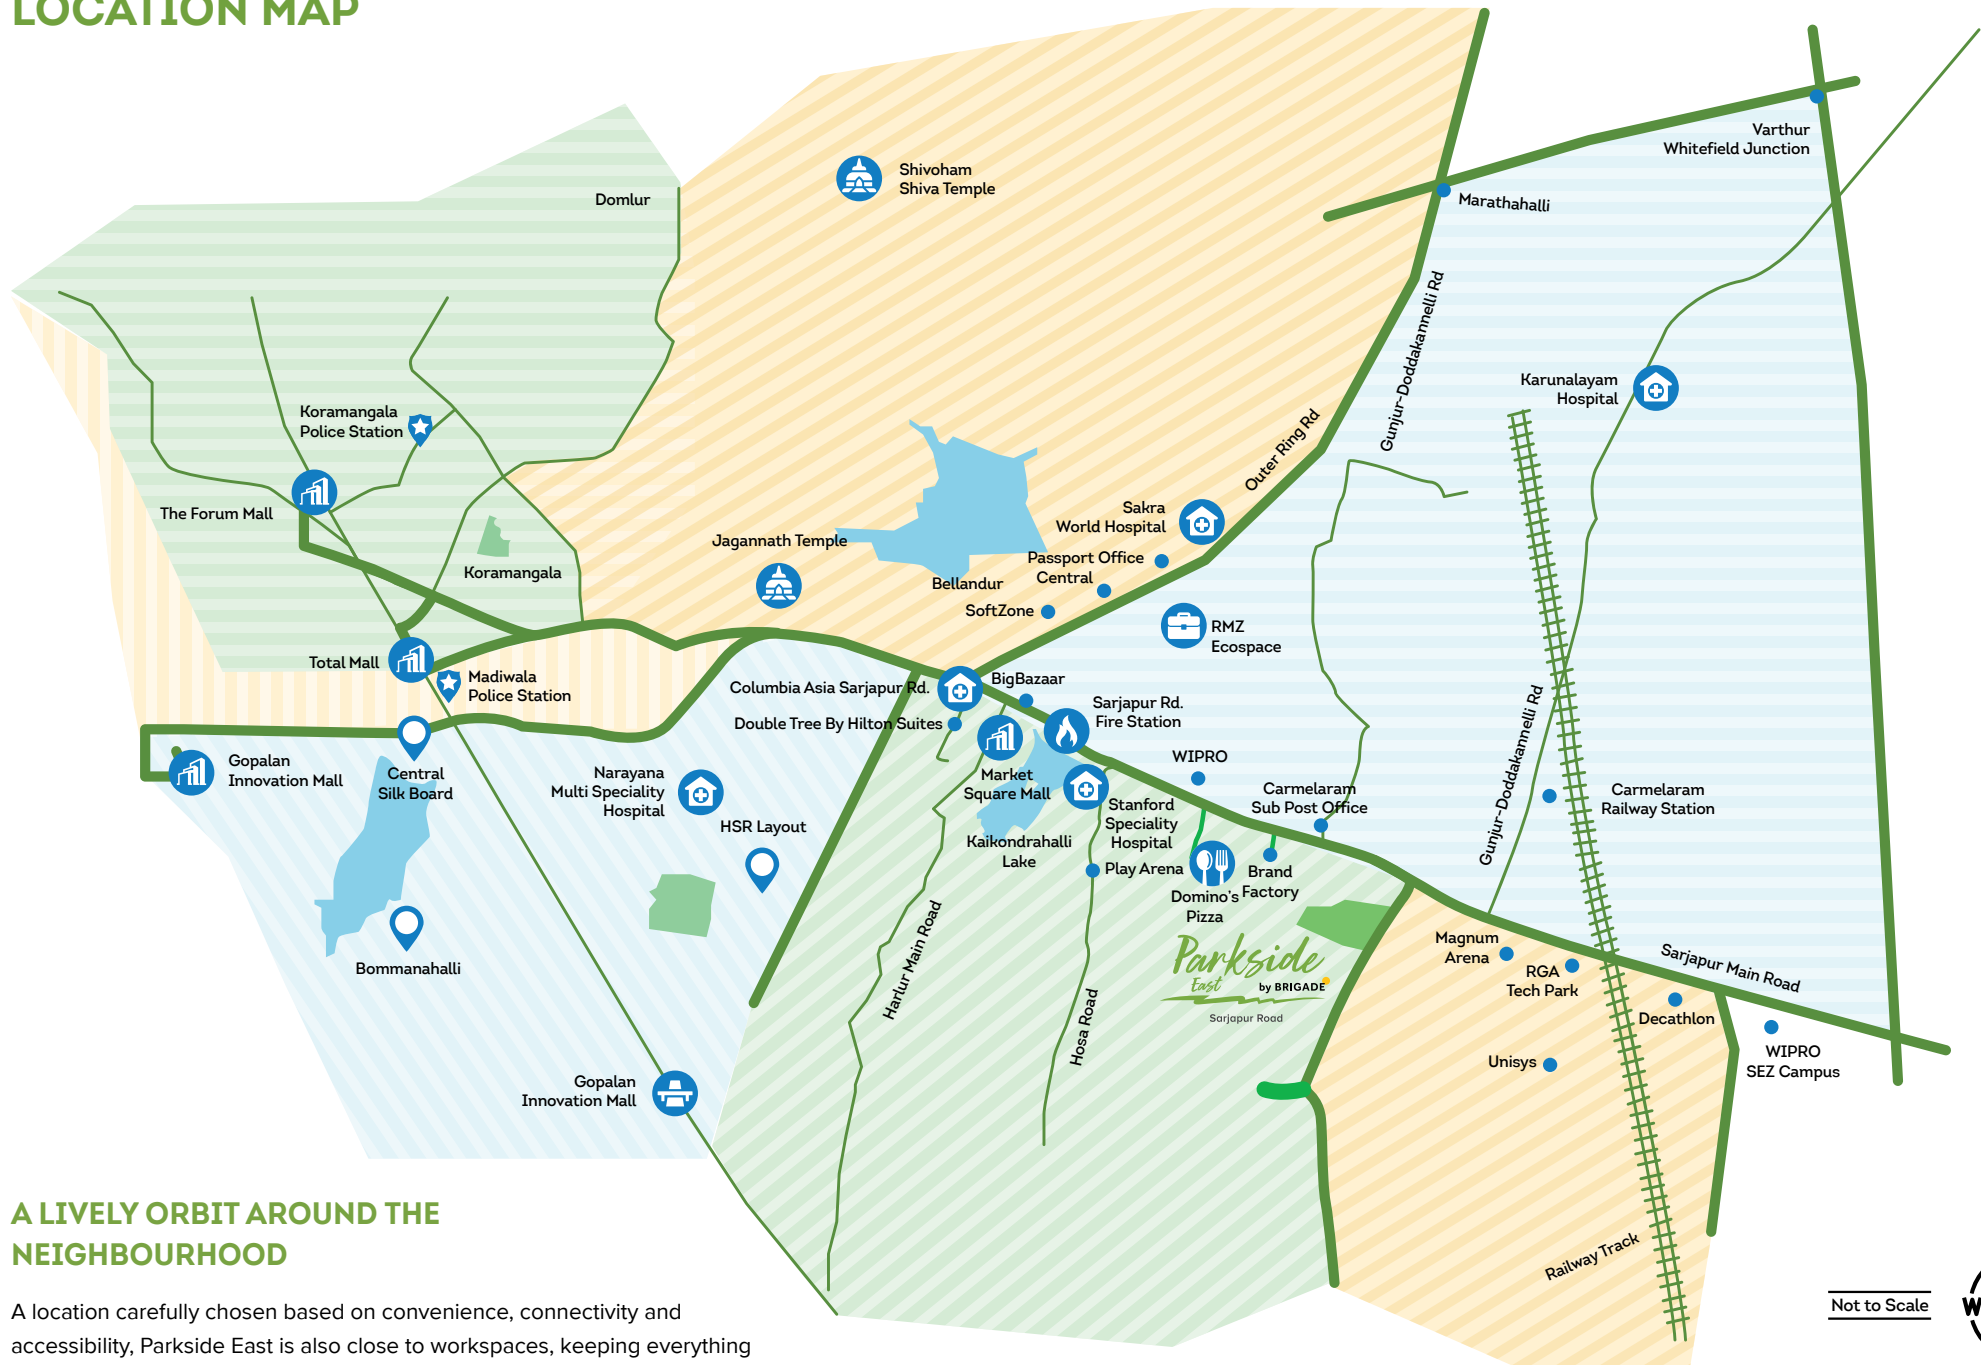 LOCATION MAP
Domlur
Shivoham
Shiva Temple
Varthur
Whitefield Junction
Marathahalli
Gunjur-Doddakannelli Rd
Karunalayam
Hospital
Koramangala
Police Station
Outer Ring Rd
The Forum Mall
Sakra
World Hospital
Jagannath Temple
Passport Office
Central
Koramangala
Bellandur
SoftZone
RMZ
Ecospace
Total Mall
Madiwala
Police Station
Columbia Asia Sarjapur Rd.
BigBazaar
Double Tree By Hilton Suites
Sarjapur Rd.
Fire Station
Gopalan
Innovation Mall
Central
Silk Board
Narayana
Multi Speciality
Hospital
HSR Layout
Market
Square Mall
WIPRO
Carmelaram
Sub Post Office
Gunjur-Doddakannelli Rd
Carmelaram
Railway Station
Stanford
Speciality
Hospital
Kaikondrahalli
Lake
Play Arena
Domino's
Pizza
Brand
Factory
Bommanahalli
Harlur Main Road
Hosa Road
Parkside
East
by BRIGADE
Sarjapur Road
Magnum
Arena
RGA
Tech Park
Sarjapur Main Road
Decathlon
Unisys
WIPRO
SEZ Campus
Gopalan
Innovation Mall
Railway Track
A LIVELY ORBIT AROUND THE
NEIGHBOURHOOD
A location carefully chosen based on convenience, connectivity and
accessibility, Parkside East is also close to workspaces, keeping everything
Not to Scale
W